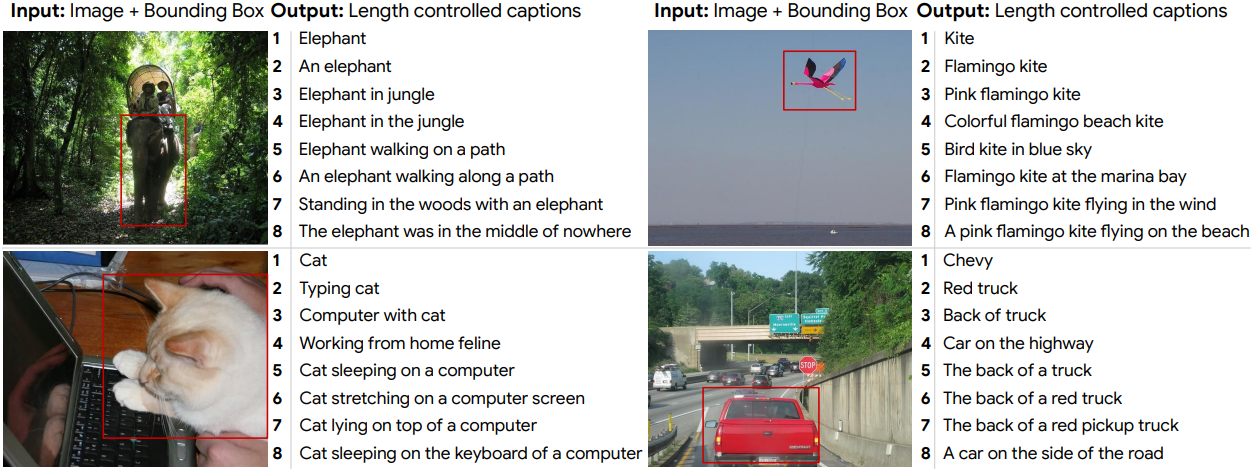 Input: Image + Bounding Box Output: Length controlled captions
1 Elephant
2 An elephant
3 Elephant in jungle
4 Elephant in the jungle
5 Elephant walking on a path
6 An elephant walking along a path
7 Standing in the woods with an elephant
8 The elephant was in the middle of nowhere
Input: Image + Bounding Box Output: Length controlled captions
1 Kite
2 Flamingo kite
3 Pink flamingo kite
4 Colorful flamingo beach kite
5 Bird kite in blue sky
6 Flamingo kite at the marina bay
7 Pink flamingo kite flying in the wind
8 A pink flamingo kite flying on the beach
1 Cat
2 Typing cat
3 Computer with cat
4 Working from home feline
5 Cat sleeping on a computer
6 Cat stretching on a computer screen
7 Cat lying on top of a computer
8 Cat sleeping on the keyboard of a computer
STOP
1 Chevy
2 Red truck
3 Back of truck
4 Car on the highway
5 The back of a truck
6 The back of a red truck
7 The back of a red pickup truck
8 A car on the side of the road